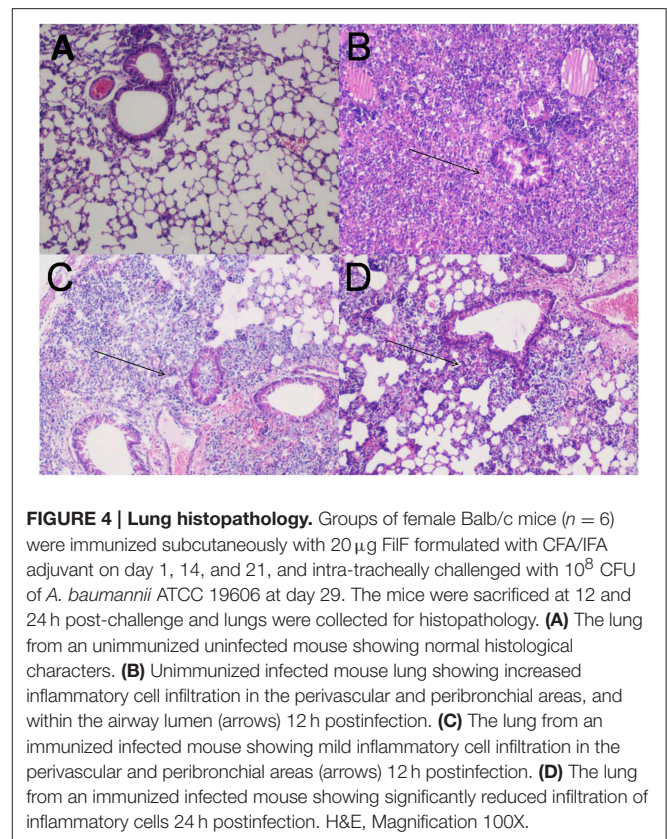 A
B
C
D
FIGURE 4 | Lung histopathology. Groups of female Balb/c mice (n = 6)
were immunized subcutaneously with 20 μg FilF formulated with CFA/IFA
adjuvant on day 1, 14, and 21, and intra-tracheally challenged with 10⁸ CFU
of A. baumannii ATCC 19606 at day 29. The mice were sacrificed at 12 and
24 h post-challenge and lungs were collected for histopathology. (A) The lung
from an unimmunized uninfected mouse showing normal histological
characters. (B) Unimmunized infected mouse lung showing increased
inflammatory cell infiltration in the perivascular and peribronchial areas, and
within the airway lumen (arrows) 12 h postinfection. (C) The lung from an
immunized infected mouse showing mild inflammatory cell infiltration in the
perivascular and peribronchial areas (arrows) 12 h postinfection. (D) The lung
from an immunized infected mouse showing significantly reduced infiltration of
inflammatory cells 24 h postinfection. H&E, Magnification 100X.